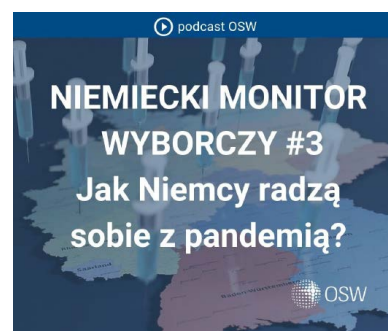 podcast OSW
NIEMIECKI MONITOR
WYBORCZY #3
Jak Niemcy radzą
sobie z pandemią?
OSW